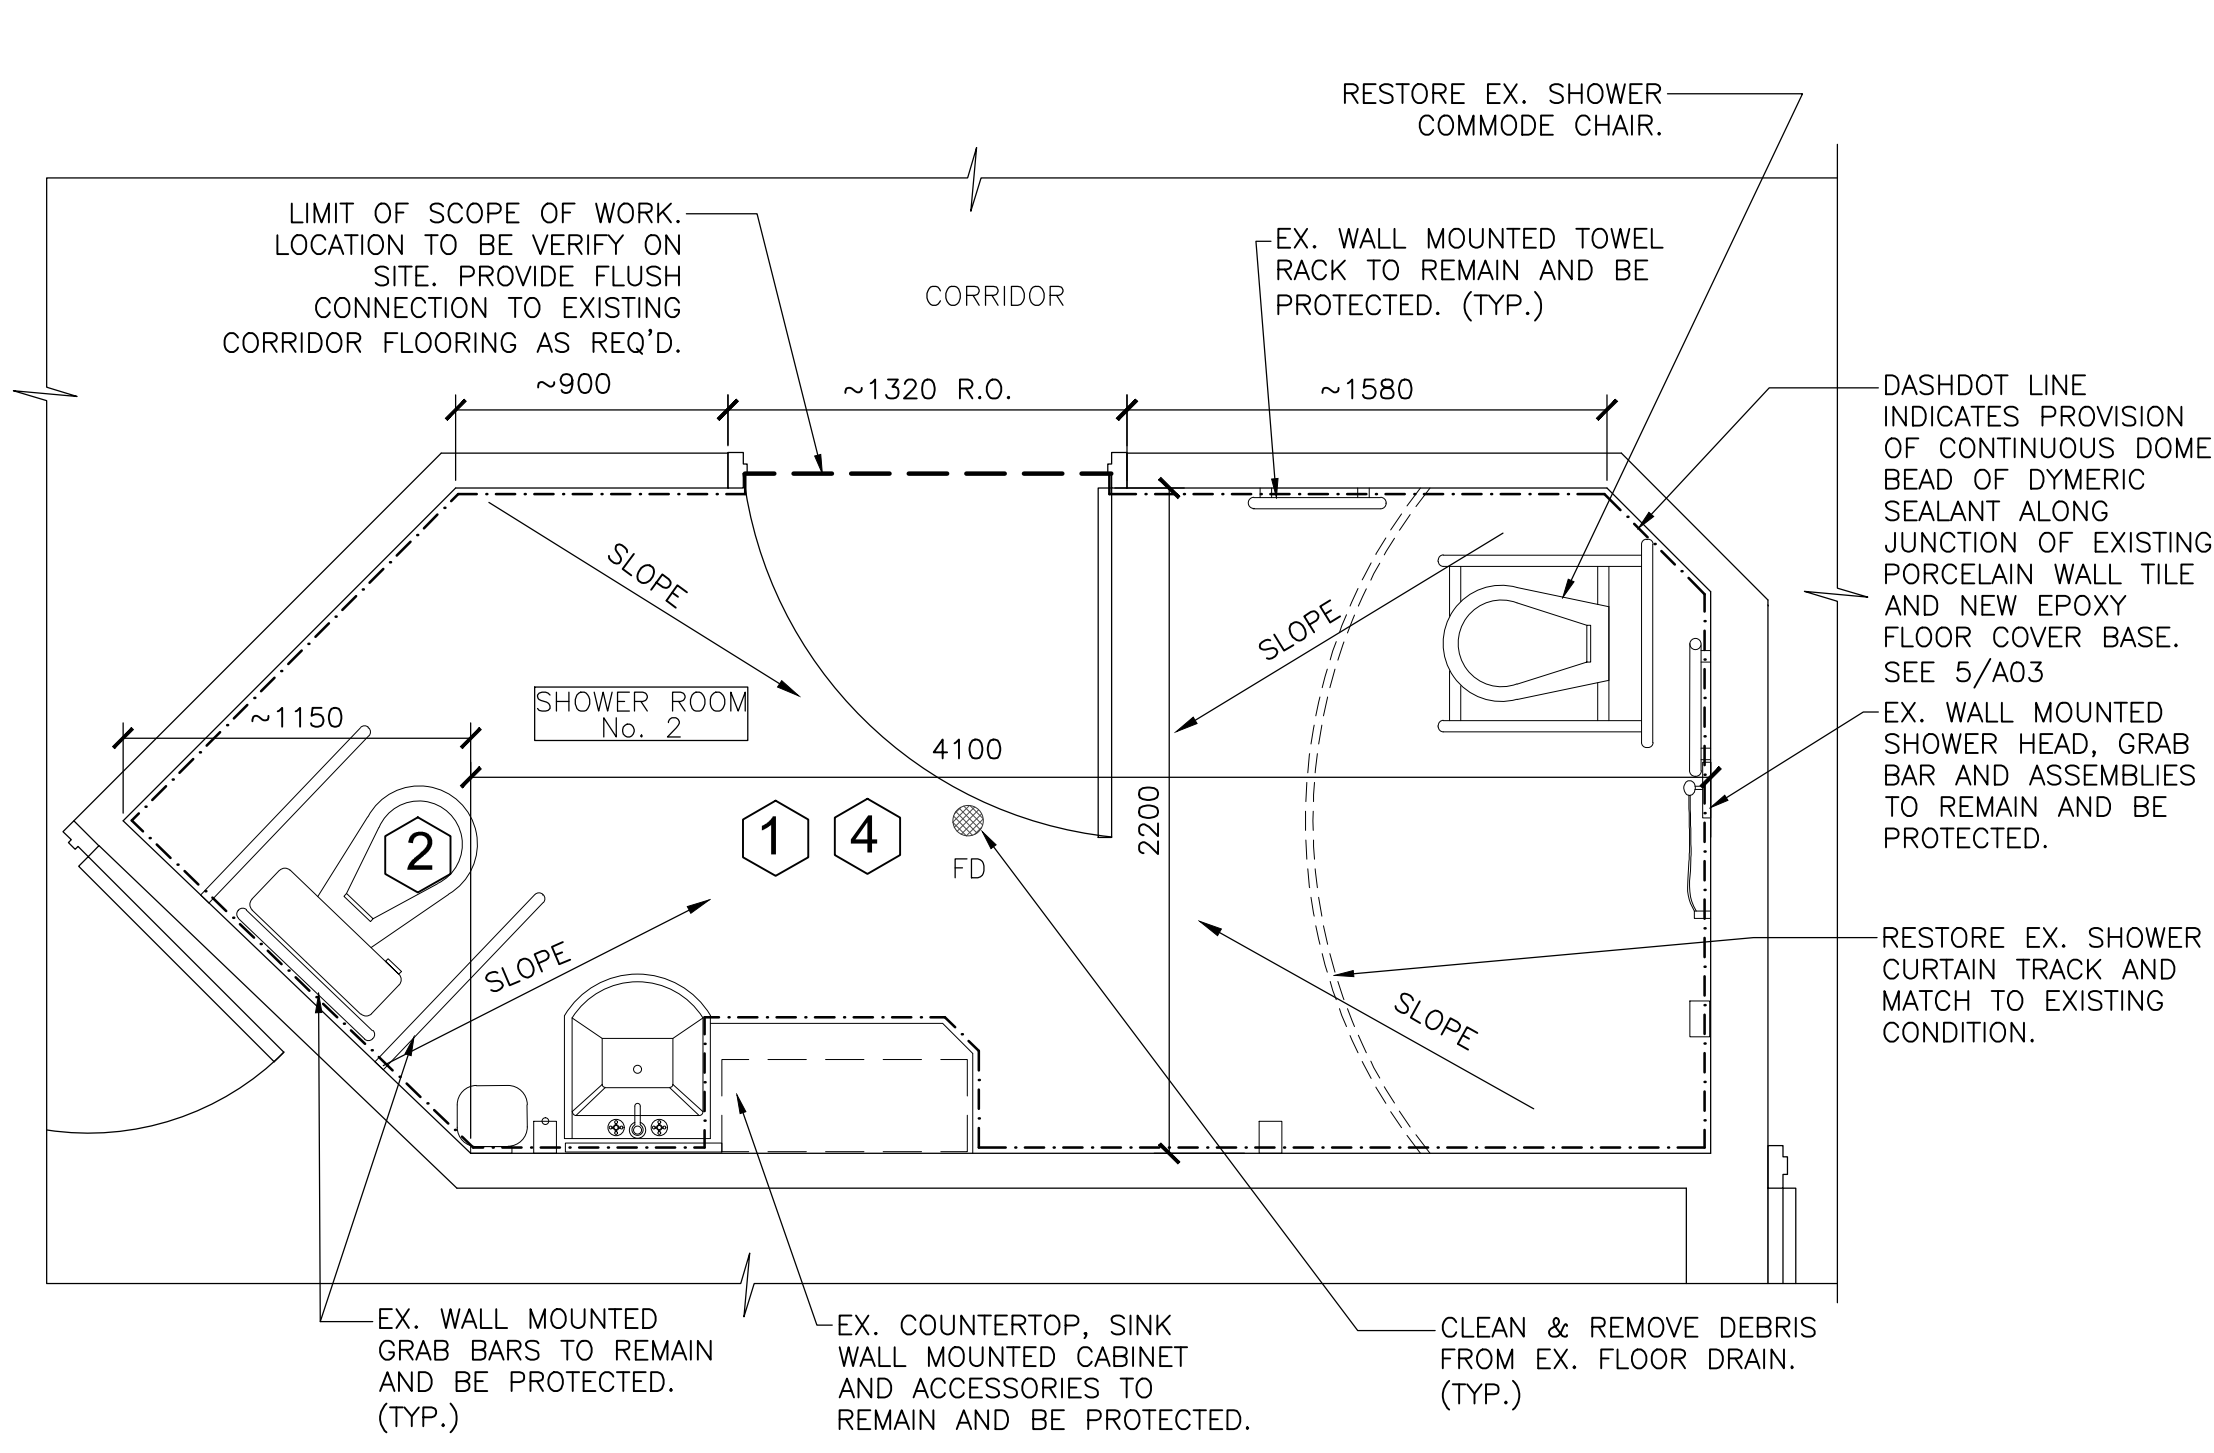 RESTORE EX. SHOWER
COMMODE CHAIR.
LIMIT OF SCOPE OF WORK.
LOCATION TO BE VERIFY ON
SITE. PROVIDE FLUSH
CONNECTION TO EXISTING
CORRIDOR FLOORING AS REQ'D.
CORRIDOR
EX. WALL MOUNTED TOWEL
RACK TO REMAIN AND BE
PROTECTED. (TYP.)
~900
~1320 R.O.
~1580
DASHDOT LINE
INDICATES PROVISION
OF CONTINUOUS DOME
BEAD OF DYMERIC
SEALANT ALONG
JUNCTION OF EXISTING
PORCELAIN WALL TILE
AND NEW EPOXY
FLOOR COVER BASE.
SEE 5/A03
SLOPE
SLOPE
SHOWER ROOM
No. 2
~1150
4100
2200
EX. WALL MOUNTED
SHOWER HEAD, GRAB
BAR AND ASSEMBLIES
TO REMAIN AND BE
PROTECTED.
2
1
4
FD
SLOPE
SLOPE
RESTORE EX. SHOWER
CURTAIN TRACK AND
MATCH TO EXISTING
CONDITION.
EX. WALL MOUNTED
GRAB BARS TO REMAIN
AND BE PROTECTED.
(TYP.)
EX. COUNTERTOP, SINK
WALL MOUNTED CABINET
AND ACCESSORIES TO
REMAIN AND BE PROTECTED.
CLEAN & REMOVE DEBRIS
FROM EX. FLOOR DRAIN.
(TYP.)